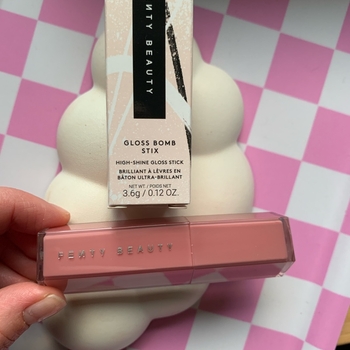 FENTY BEAUTY
GLOSS BOMB
STIX
HIGH-SHINE GLOSS STICK
BRILLIANT À LÈVRES EN
BÂTON ULTRA-BRILLANT
NET WT. / POIDS NET
3.6g / 0.12 OZ.
FENTY BEAUTY